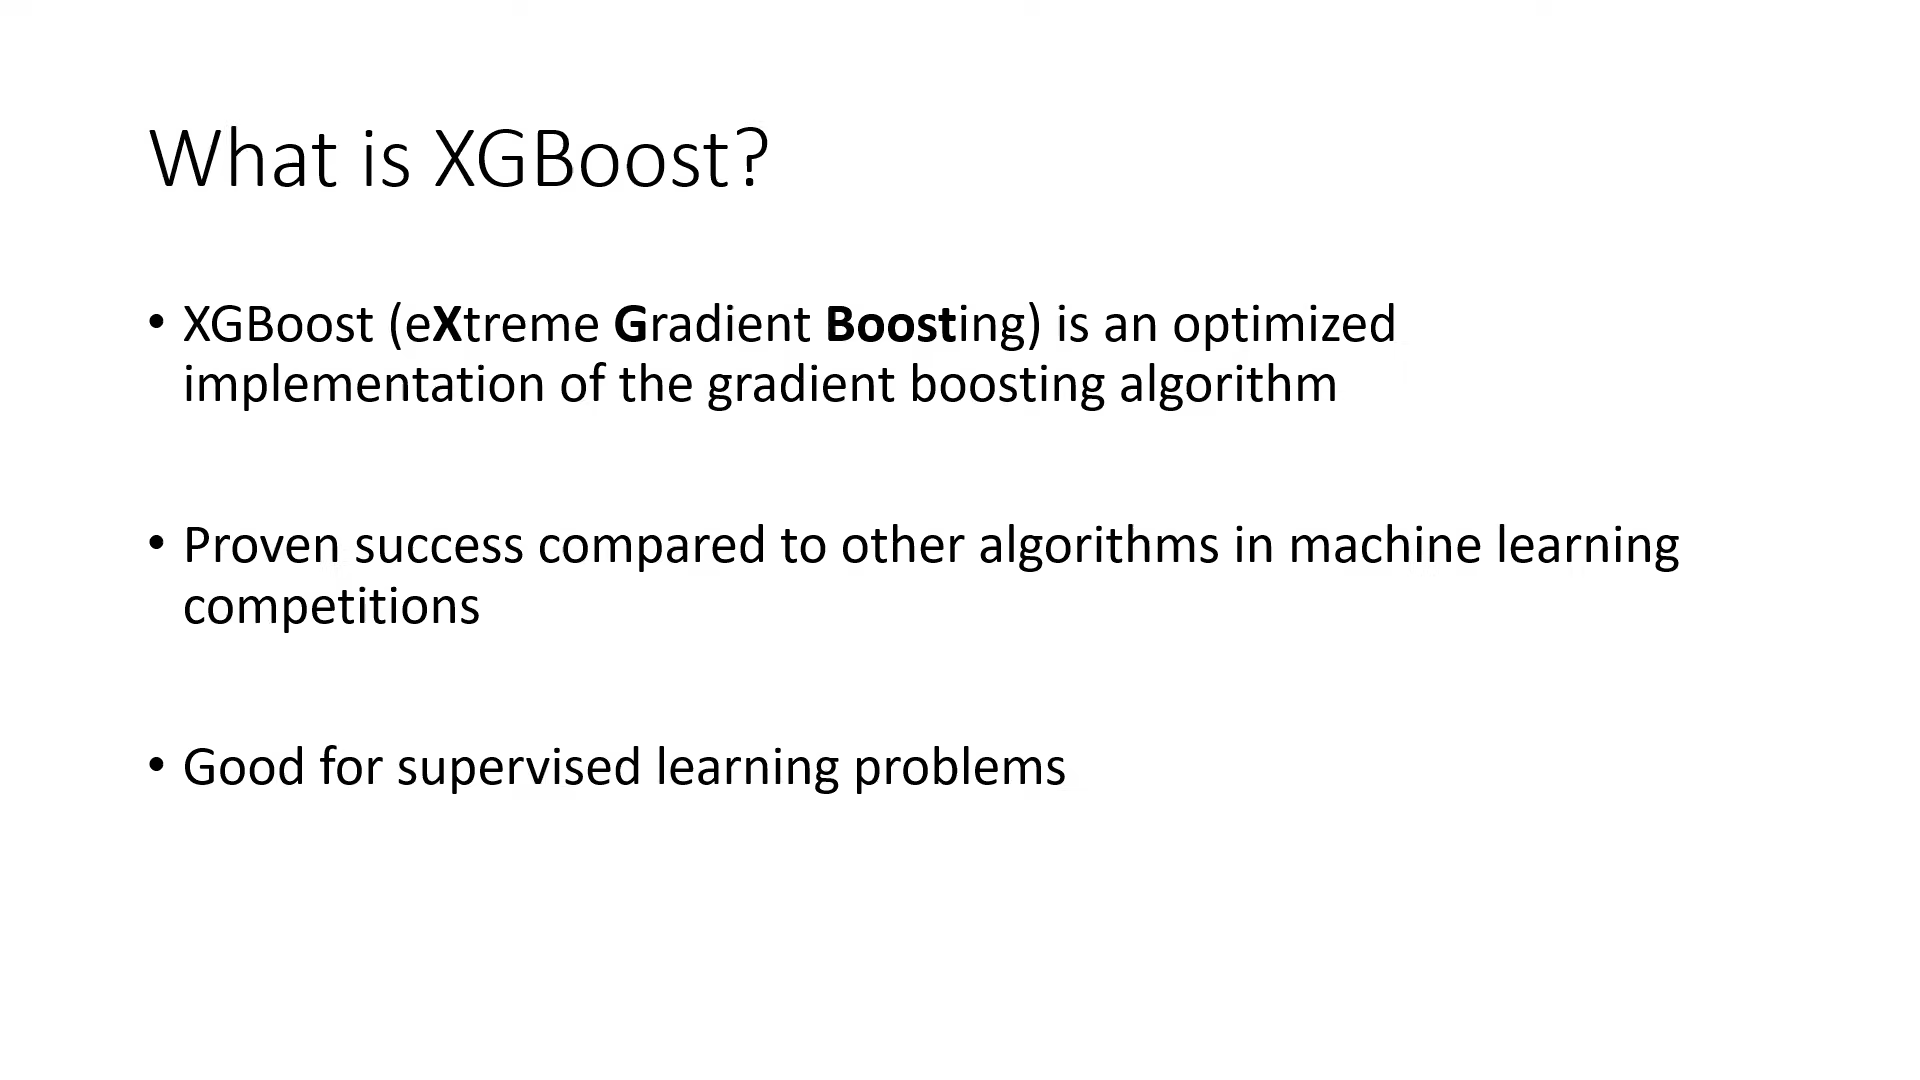 What is XGBoost?
• XGBoost (eXtreme Gradient Boosting) is an optimized
implementation of the gradient boosting algorithm
• Proven success compared to other algorithms in machine learning
competitions
• Good for supervised learning problems